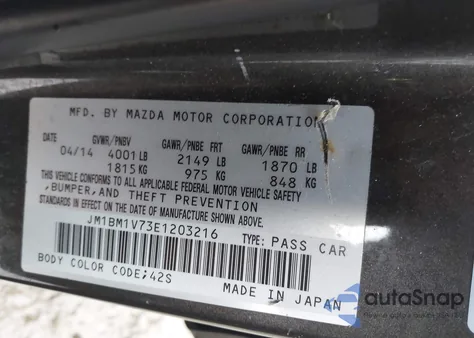 MFD. BY MAZDA MOTOR CORPORATION
DATE GVWR/PNBV GAWR/PNBE FRT GAWR/PNBE RR
04/14 4001 LB 2149 LB 1870 LB
1815 KG 975 KG 848 KG
THIS VEHICLE CONFORMS TO ALL APPLICABLE FEDERAL MOTOR VEHICLE SAFETY
,BUMPER,AND THEFT PREVENTION
STANDARDS IN EFFECT ON THE DATE OF MANUFACTURE SHOWN ABOVE.
JM1BM1V73E1203216 TYPE: PASS CAR
BODY COLOR CODE;42S
MADE IN JAPAN
autoSnap